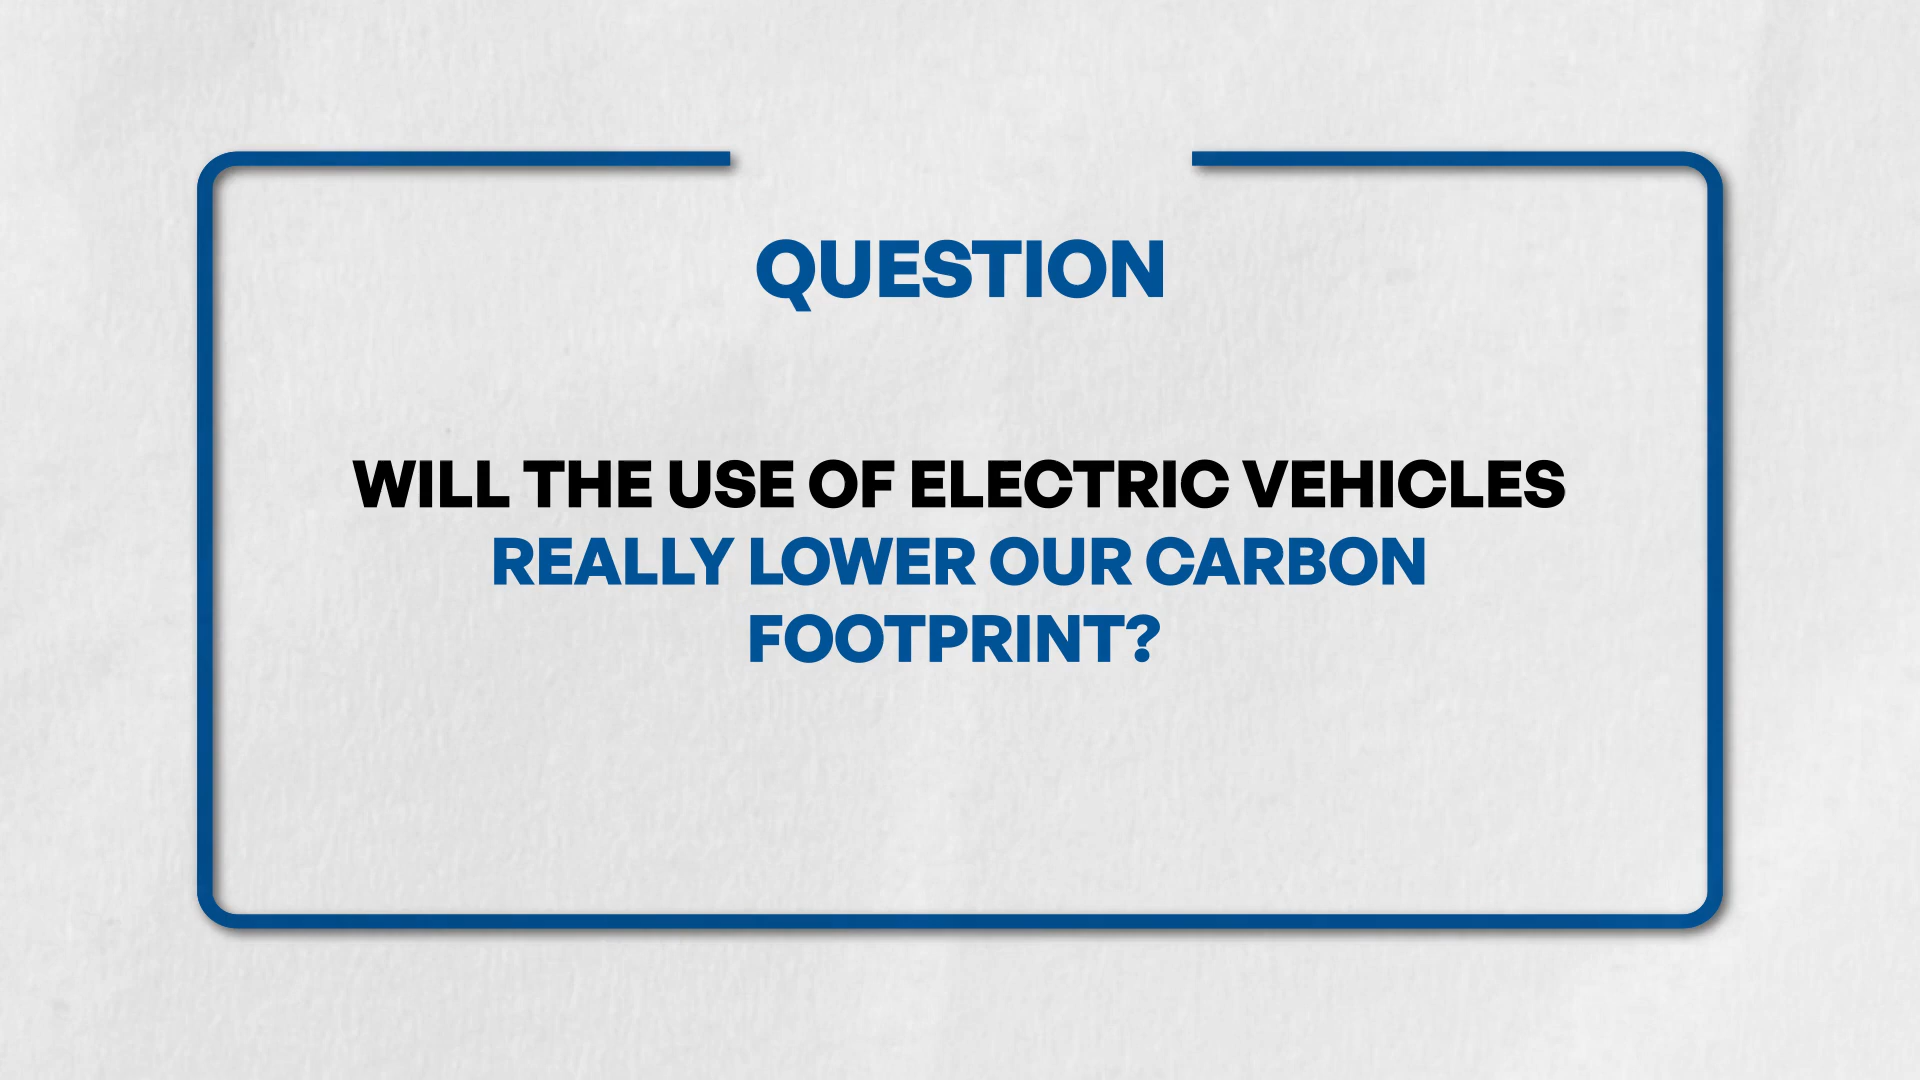 QUESTION
WILL THE USE OF ELECTRIC VEHICLES
REALLY LOWER OUR CARBON
FOOTPRINT?